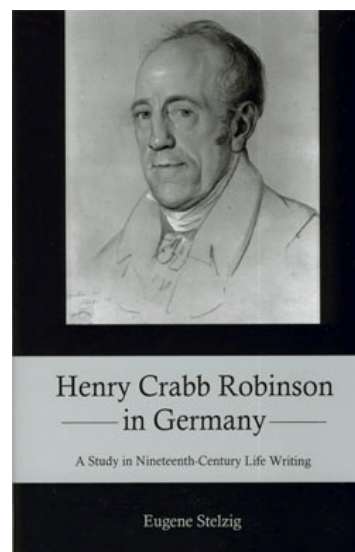 Henry Crabb Robinson
in Germany
A Study in Nineteenth-Century Life Writing
Eugene Stelzig